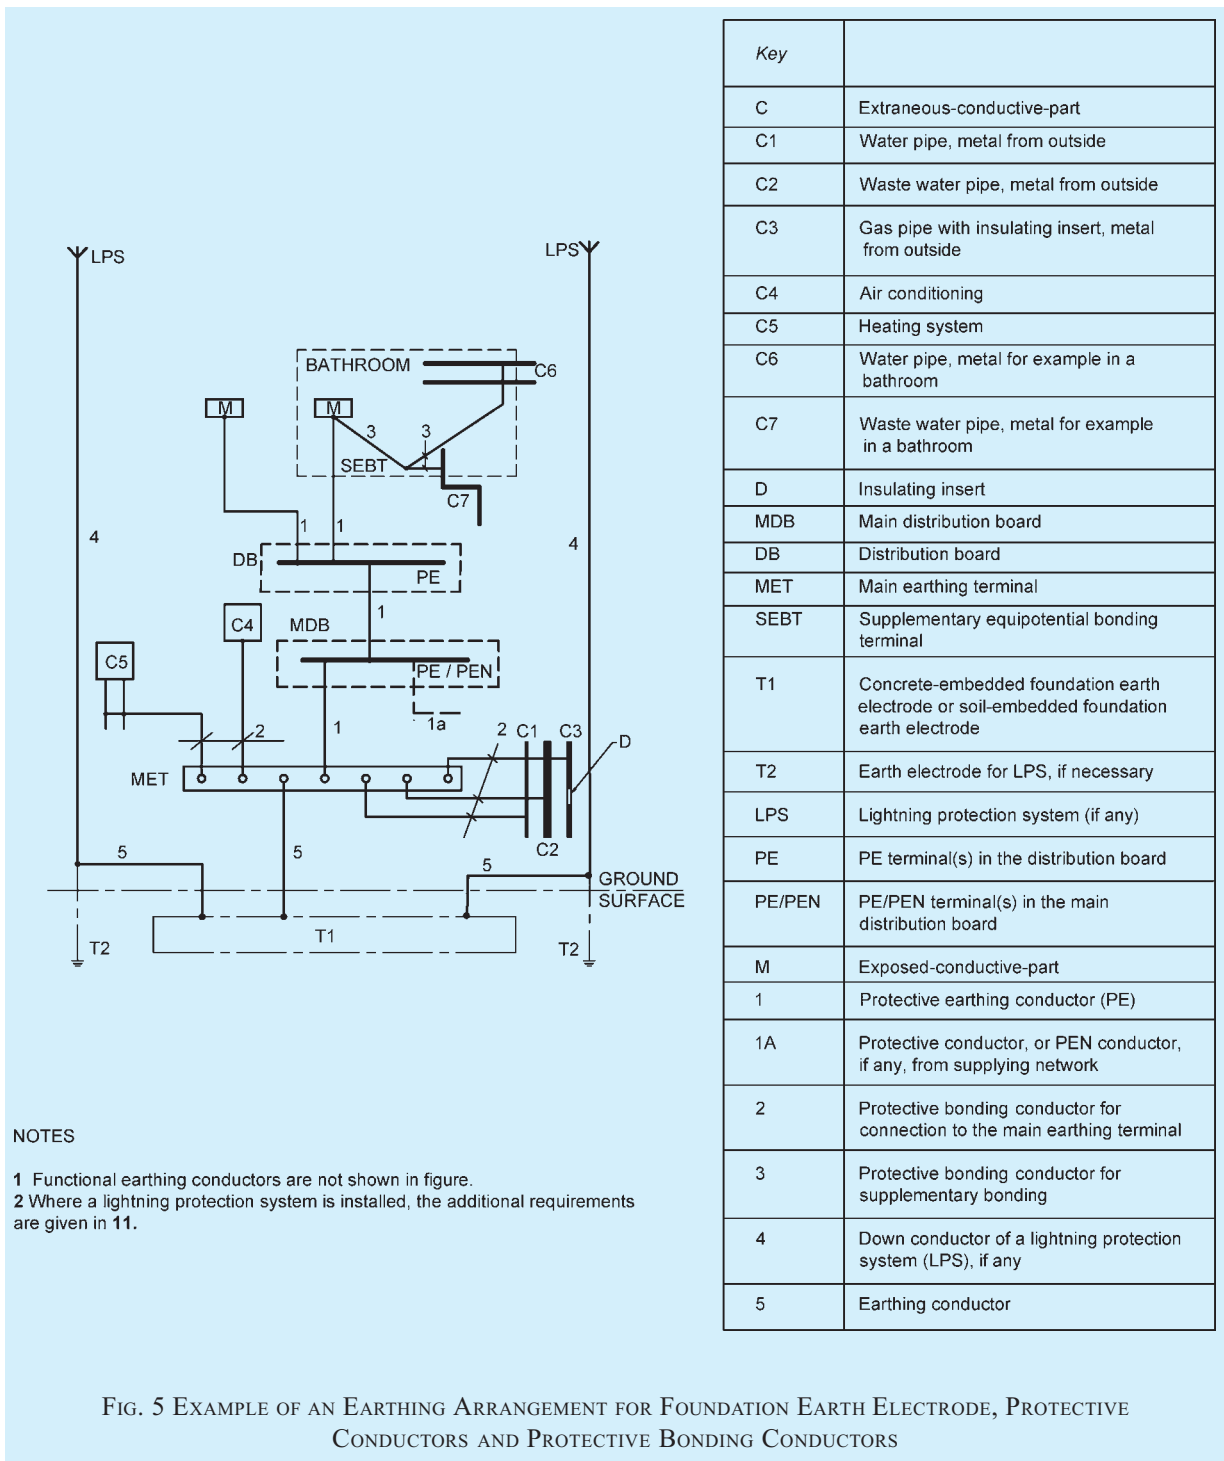 LPS
LPS
BATHROOM
C6
M
M
3
3
SEBT
C7
1
1
4
4
DB
PE
1
C4
MDB
C5
PE / PEN
1a
2
1
2
C1
C3
D
MET
C2
5
5
5
GROUND
SURFACE
T1
T2
T2
Key
C Extraneous-conductive-part
C1 Water pipe, metal from outside
C2 Waste water pipe, metal from outside
C3 Gas pipe with insulating insert, metal
from outside
C4 Air conditioning
C5 Heating system
C6 Water pipe, metal for example in a
bathroom
C7 Waste water pipe, metal for example
in a bathroom
D Insulating insert
MDB Main distribution board
DB Distribution board
MET Main earthing terminal
SEBT Supplementary equipotential bonding
terminal
T1 Concrete-embedded foundation earth
electrode or soil-embedded foundation
earth electrode
T2 Earth electrode for LPS, if necessary
LPS Lightning protection system (if any)
PE PE terminal(s) in the distribution board
PE/PEN PE/PEN terminal(s) in the main
distribution board
M Exposed-conductive-part
1 Protective earthing conductor (PE)
1A Protective conductor, or PEN conductor,
if any, from supplying network
2 Protective bonding conductor for
connection to the main earthing terminal
3 Protective bonding conductor for
supplementary bonding
4 Down conductor of a lightning protection
system (LPS), if any
5 Earthing conductor
NOTES
1 Functional earthing conductors are not shown in figure.
2 Where a lightning protection system is installed, the additional requirements
are given in 11.
FIG. 5 EXAMPLE OF AN EARTHING ARRANGEMENT FOR FOUNDATION EARTH ELECTRODE, PROTECTIVE
CONDUCTORS AND PROTECTIVE BONDING CONDUCTORS